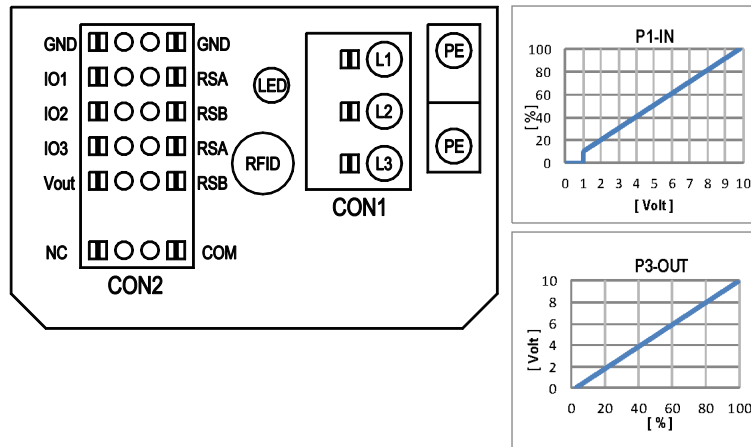 GND GND
IO1 RSA
IO2 RSB
IO3 RSA
Vout RSB
NC COM
CON2
LED
RFID
L1
L2
L3
CON1
PE
PE
P1-IN
100
80
60
40
20
0
[ %]
0 1 2 3 4 5 6 7 8 9 10
[ Volt ]
P3-OUT
10
8
6
4
2
0
[ Volt ]
0 20 40 60 80 100
[ % ]